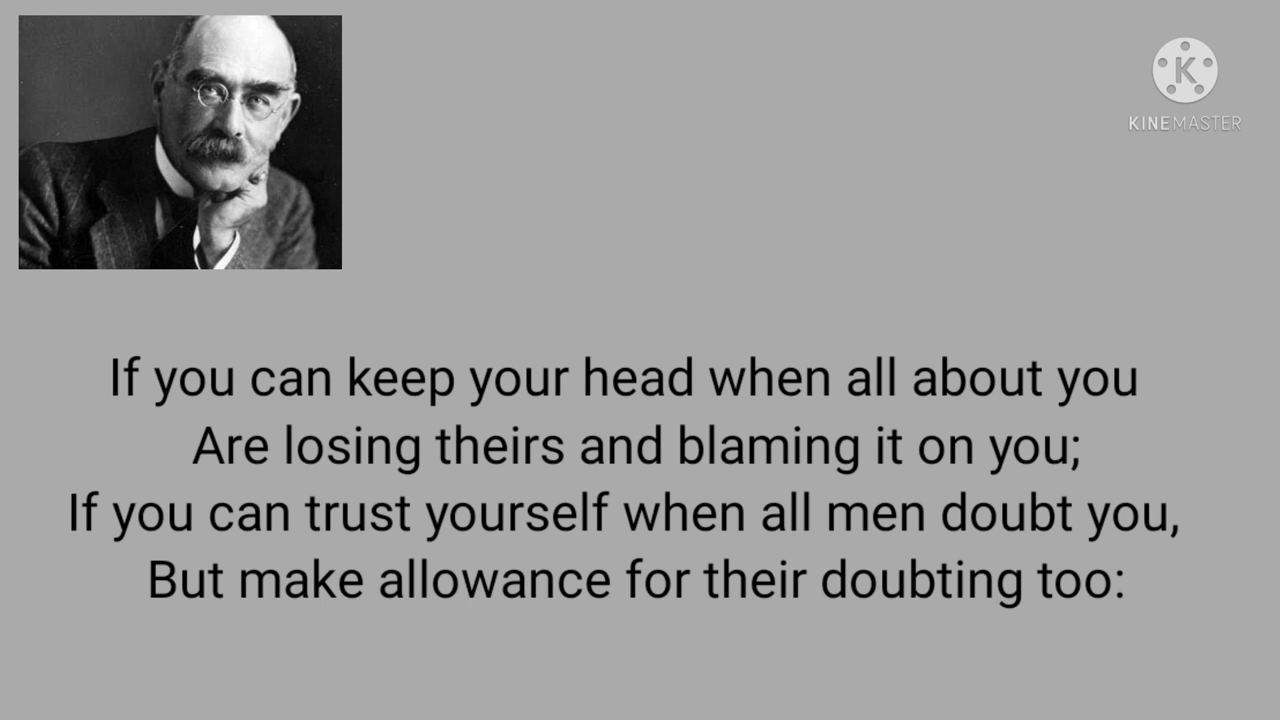 KINEMASTER
If you can keep your head when all about you
Are losing theirs and blaming it on you;
If you can trust yourself when all men doubt you,
But make allowance for their doubting too: